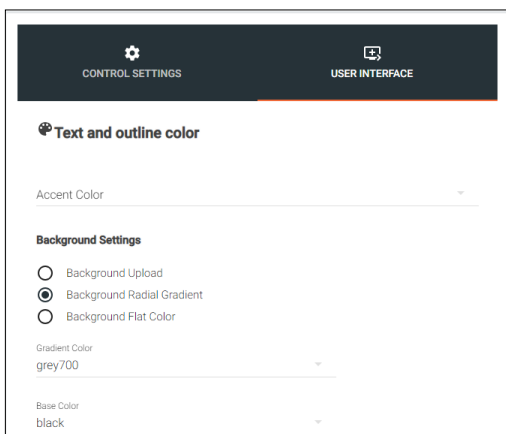 CONTROL SETTINGS
USER INTERFACE
Text and outline color
Accent Color
Background Settings
Background Upload
Background Radial Gradient
Background Flat Color
Gradient Color
grey700
Base Color
black